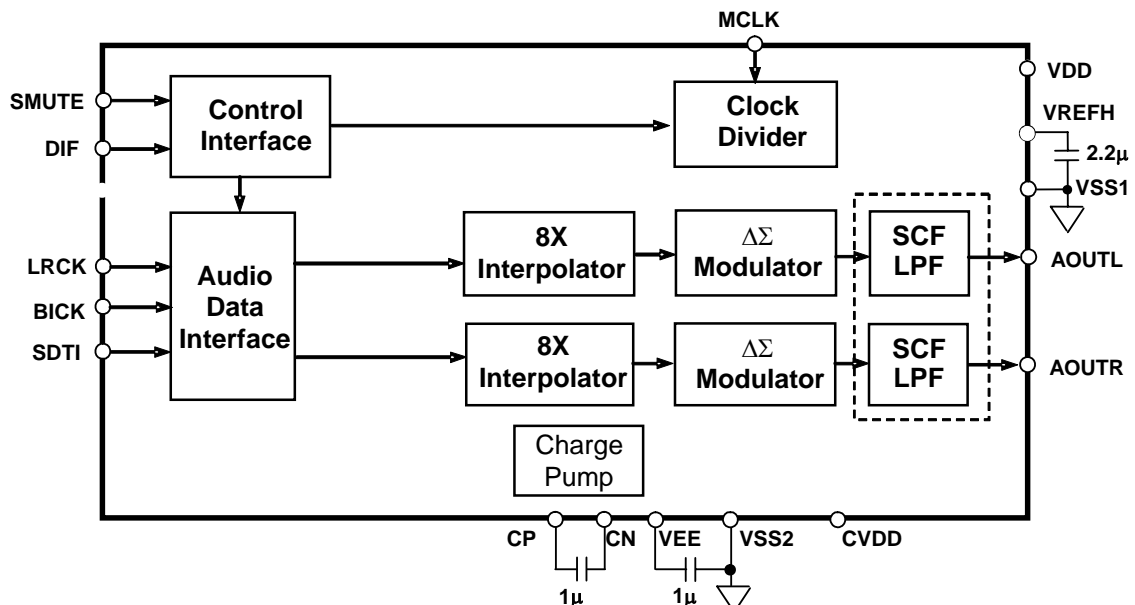 MCLK
VDD
SMUTE
Control
Interface
Clock
Divider
VREFH
DIF
2.2μ
VSS1
8X
Interpolator
ΔΣ
Modulator
SCF
LPF
LRCK
Audio
Data
Interface
AOUTL
BICK
SDTI
8X
Interpolator
ΔΣ
Modulator
SCF
LPF
AOUTR
Charge
Pump
CP
CN
VEE
VSS2
CVDD
1μ
1μ